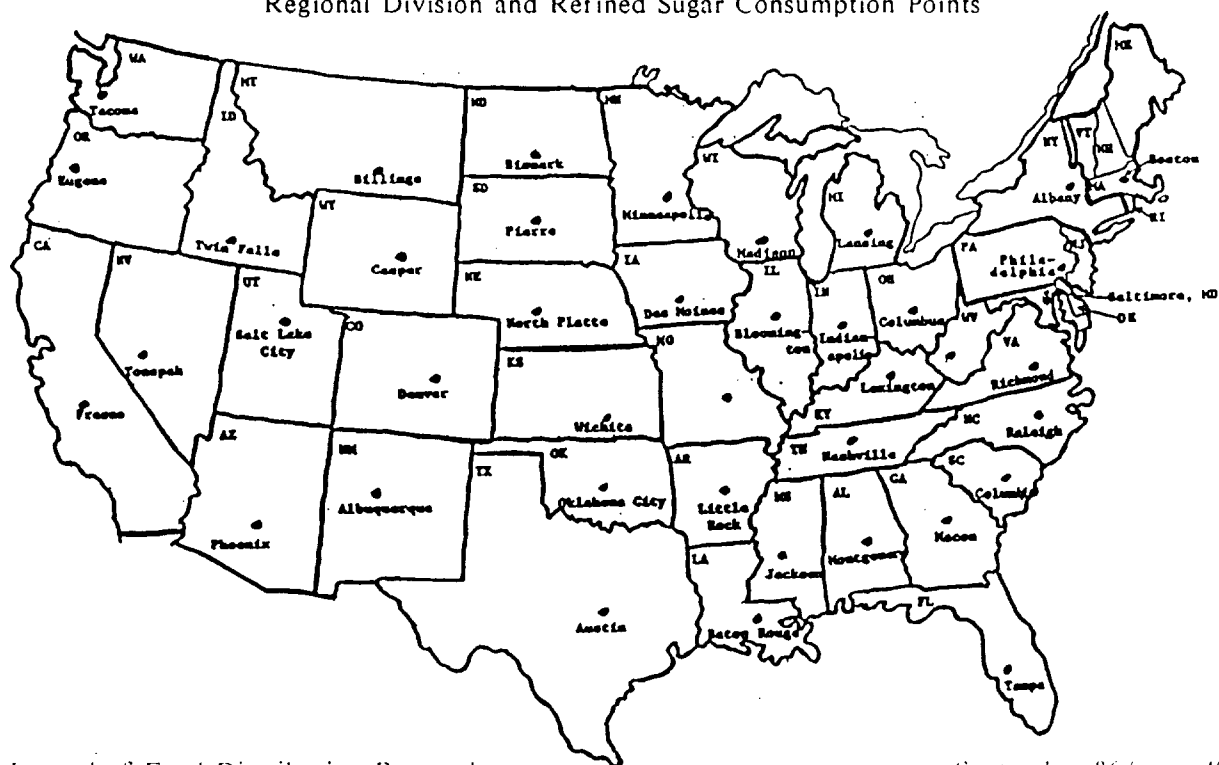 Regional Division and Refined Sugar Consumption Points
WA
Tacoma
OR
Eugene
CA
Fresno
NV
Tonepah
ID
Twin Falls
MT
Billings
WY
Casper
UT
Salt Lake
City
CO
Denver
AZ
Phoenix
NM
Albuquerque
ND
Bismark
SD
Pierre
NE
North Platte
KS
Wichita
OK
Oklahoma City
TX
Austin
MN
Minneapolis
IA
Des Moines
MO
AR
Little
Rock
LA
Baton Rouge
WI
Madison
IL
Blooming-
ton
MI
Lansing
IN
Indian-
apolis
OH
Columbus
KY
Lexington
TN
Nashville
MS
Jackson
AL
Montgomery
GA
Macon
FL
Tampa
SC
Columbia
NC
Raleigh
VA
Richmond
WV
PA
Phila-
delphia
NJ
Baltimore, MD
DE
NY
Albany
VT
NH
ME
MA
Boston
RI
Food Distribution